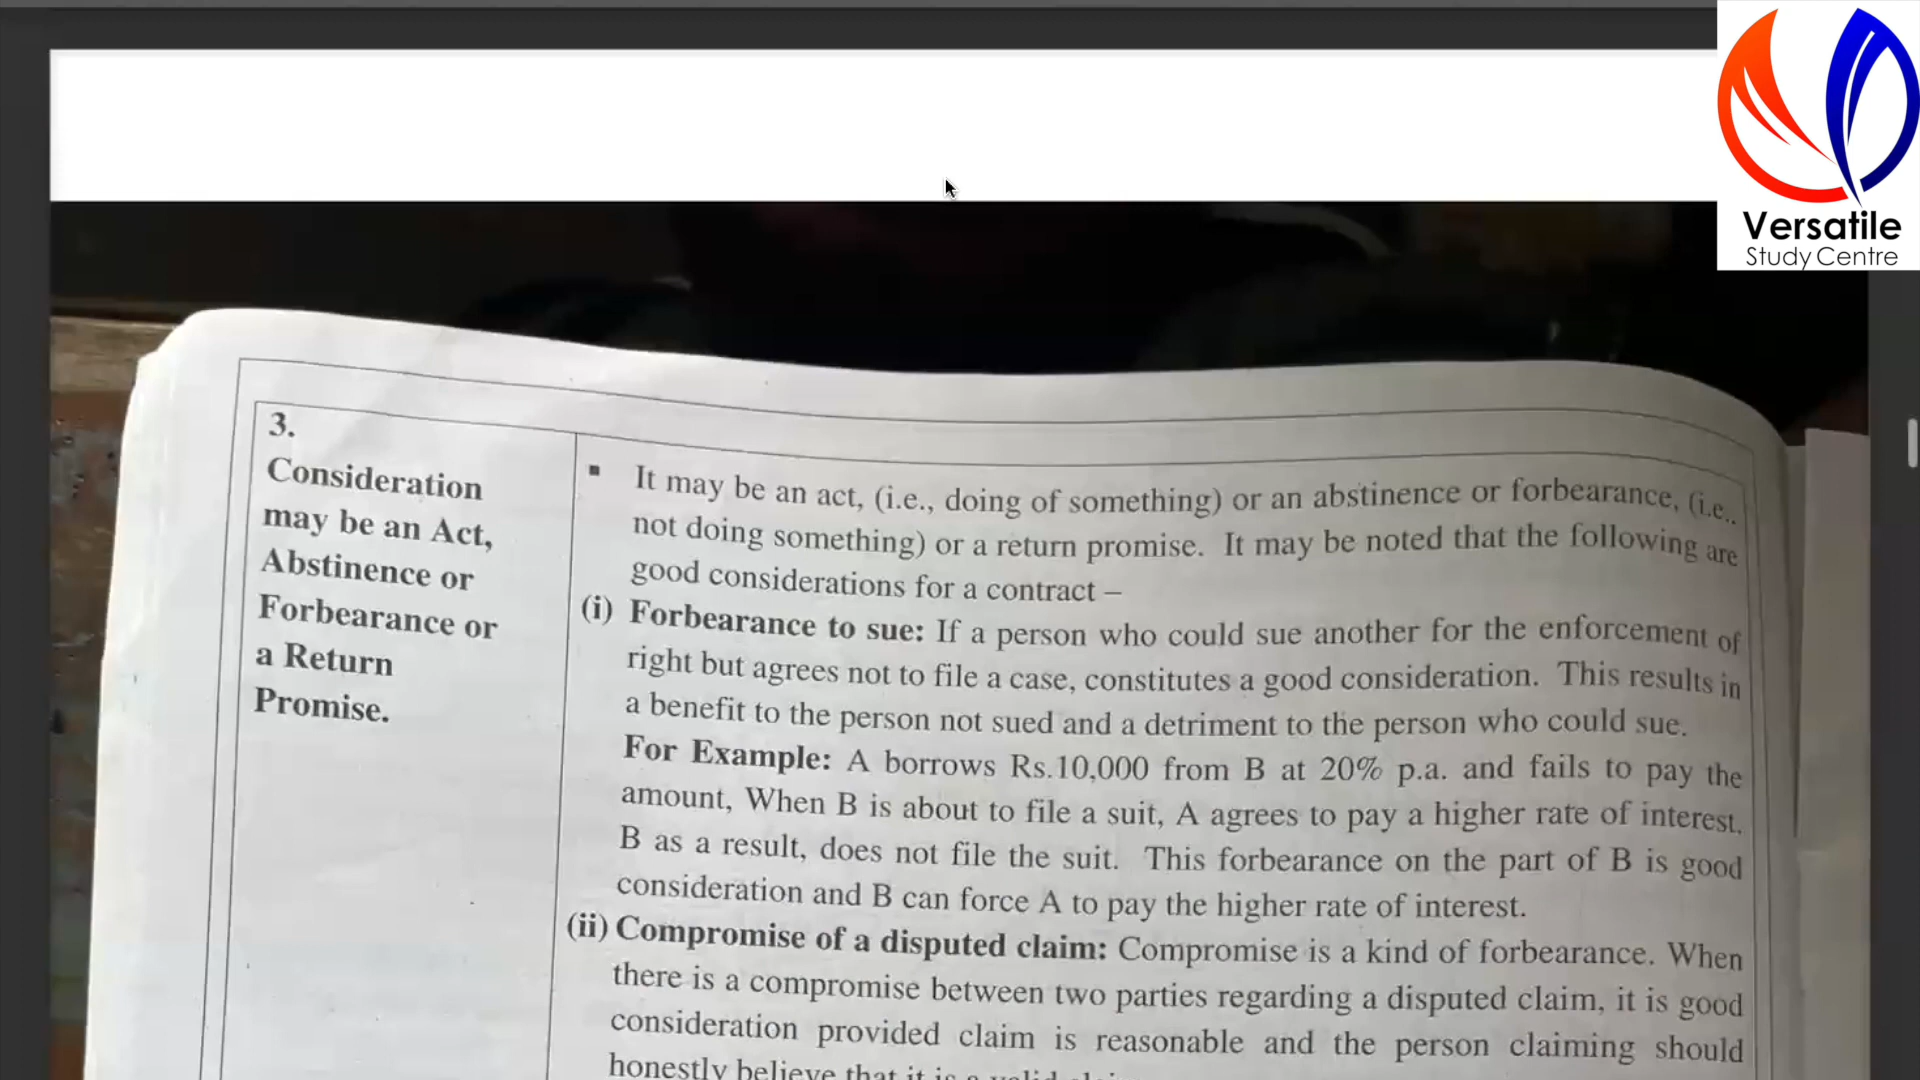 Versatile
Study Centre
3.
Consideration
may be an Act,
Abstinence or
Forbearance or
a Return
Promise.
▪ It may be an act, (i.e., doing of something) or an abstinence or forbearance, (i.e..
not doing something) or a return promise. It may be noted that the following are
good considerations for a contract –
(i) Forbearance to sue: If a person who could sue another for the enforcement of
right but agrees not to file a case, constitutes a good consideration. This results in
a benefit to the person not sued and a detriment to the person who could sue.
For Example: A borrows Rs.10,000 from B at 20% p.a. and fails to pay the
amount, When B is about to file a suit, A agrees to pay a higher rate of interest.
B as a result, does not file the suit. This forbearance on the part of B is good
consideration and B can force A to pay the higher rate of interest.
(ii) Compromise of a disputed claim: Compromise is a kind of forbearance. When
there is a compromise between two parties regarding a disputed claim, it is good
consideration provided claim is reasonable and the person claiming should
honestly believe that it is a valid